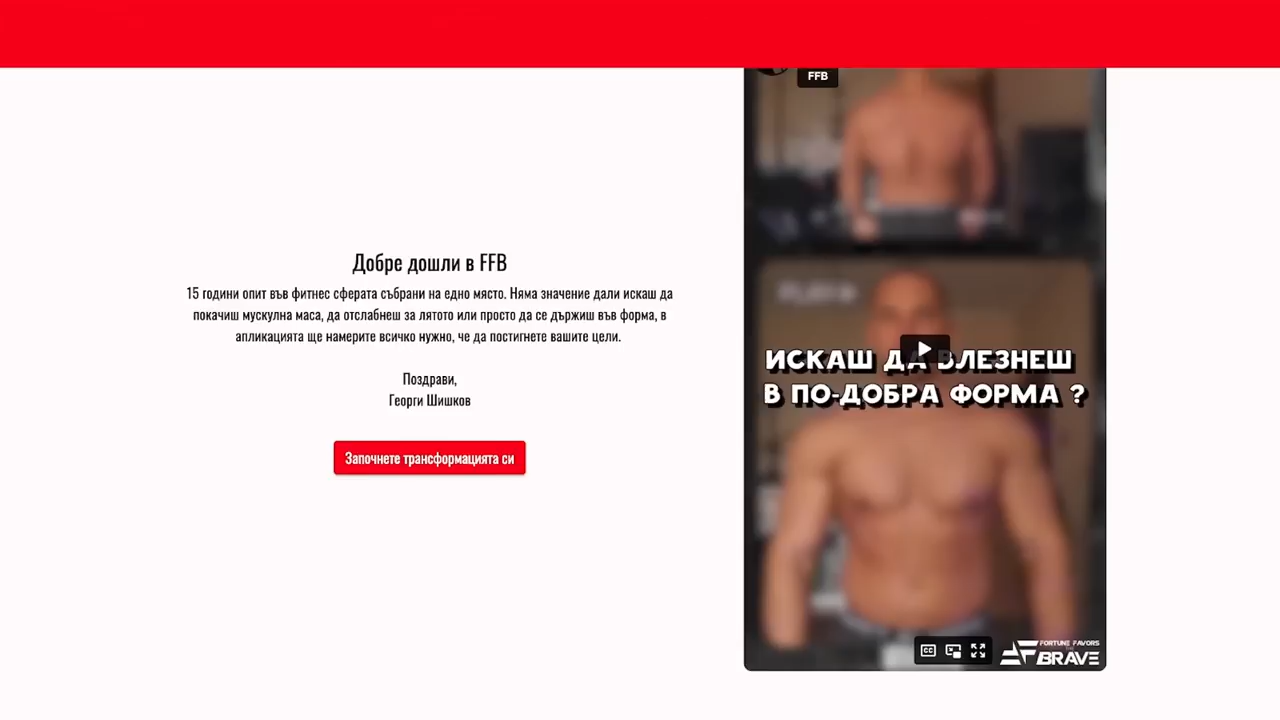 FFB
Добре дошли в FFB
15 години опит във фитнес сферата събрани на едно място. Няма значение дали искаш да
покачиш мускулна маса, да отслабнеш за лятото или просто да се държиш във форма, в
апликацията ще намерите всичко нужно, че да постигнете вашите цели.
Поздрави,
Георги Шишков
Започнете трансформацията си
ИСКАШ ДА ВЛЕЗНЕШ
В ПО-ДОБРА ФОРМА ?
CC
FORTUNE FAVORS
BRAVE